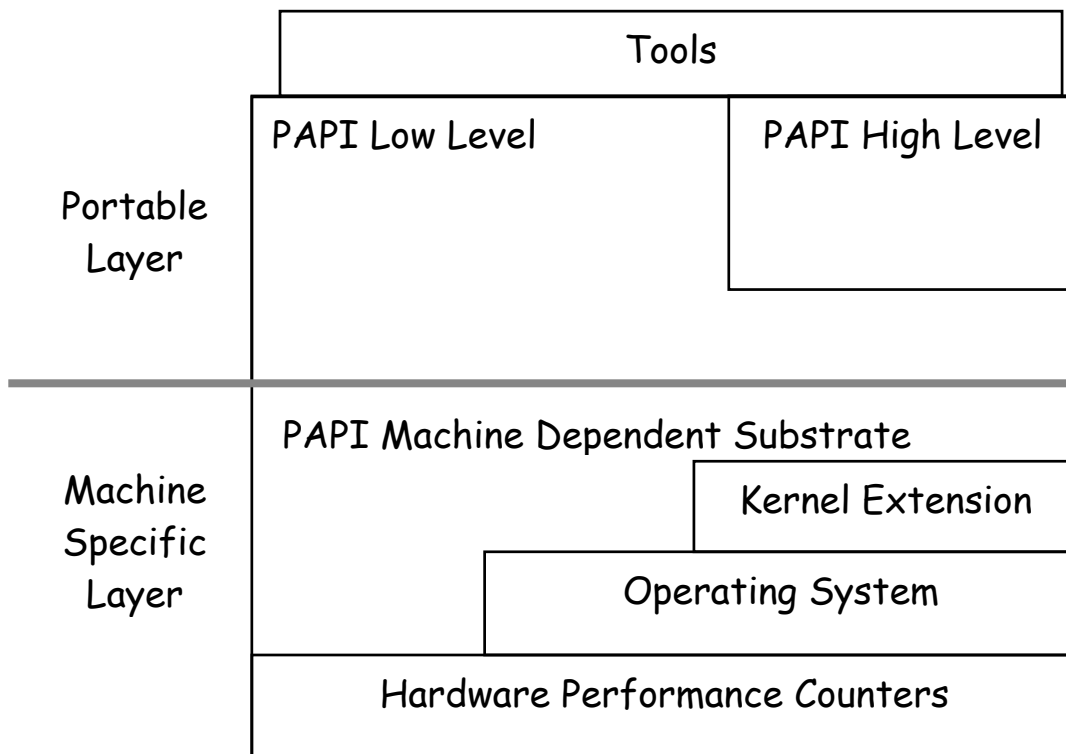 Tools
PAPI Low Level
PAPI High Level
Portable
Layer
PAPI Machine Dependent Substrate
Machine
Specific
Layer
Kernel Extension
Operating System
Hardware Performance Counters